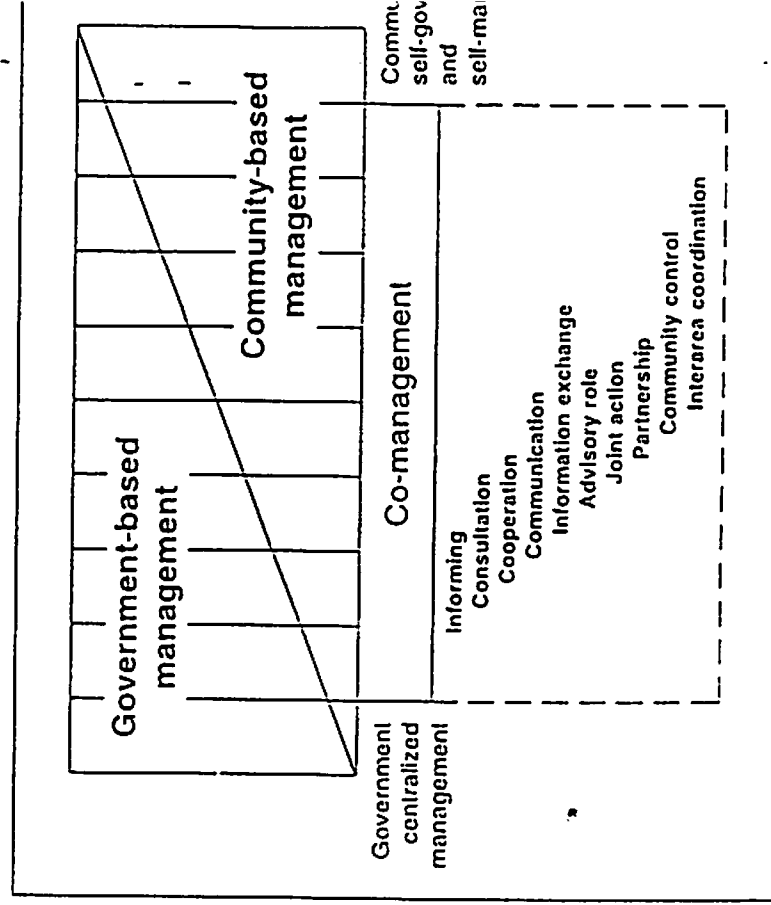 Government-based
management
Community-based
management
Government
centralized
management
Co-management
and
Informing
Consultation
Cooperation
Communication
Information exchange
Advisory role
Joint action
Partnership
Community control
Interarea coordination